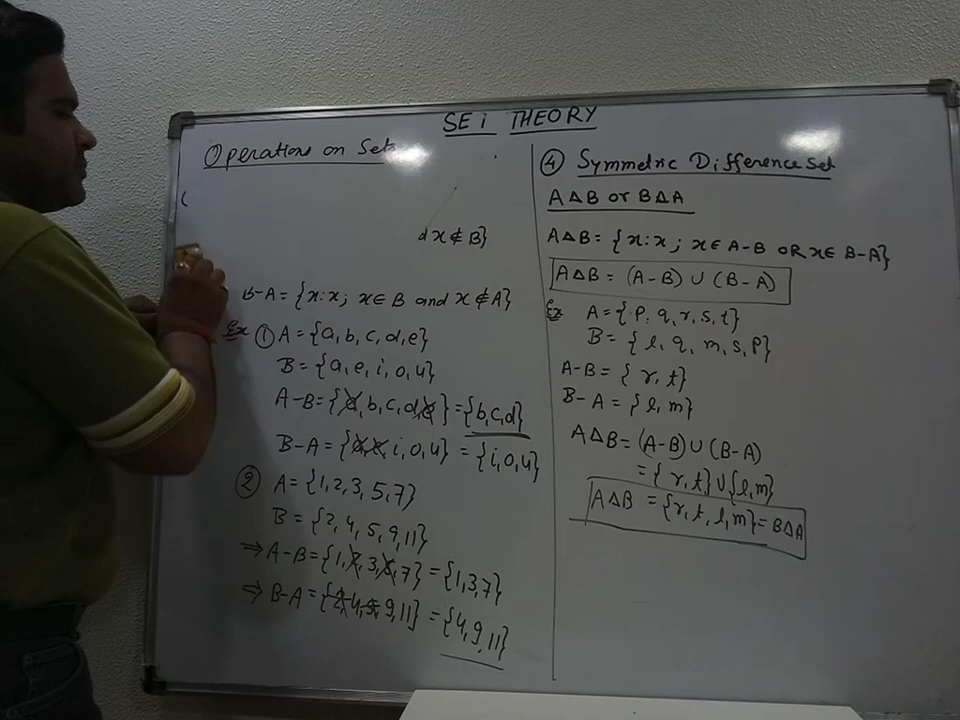 SET THEORY
Operations on Sets
(
d x ∉ B}
B-A = {x:x; x ∈ B and x ∉ A}
Ex ① A = {a, b, c, d, e}
B = {a, e, i, o, u}
A-B = {a, b, c, d, e} = {b, c, d}
B-A = {a, e, i, o, u} = {i, o, u}
② A = {1, 2, 3, 5, 7}
B = {2, 4, 5, 9, 11}
⇒ A-B = {1, 2, 3, 5, 7} = {1, 3, 7}
⇒ B-A = {2, 4, 5, 9, 11} = {4, 9, 11}
④ Symmetric Difference Set
A Δ B or B Δ A
A Δ B = {x:x; x ∈ A-B OR x ∈ B-A}
A Δ B = (A-B) ∪ (B-A)
Ex A = {P, q, r, s, t}
B = {l, q, m, s, P}
A-B = {r, t}
B-A = {l, m}
A Δ B = (A-B) ∪ (B-A)
= {r, t} ∪ {l, m}
A Δ B = {r, t, l, m} = B Δ A